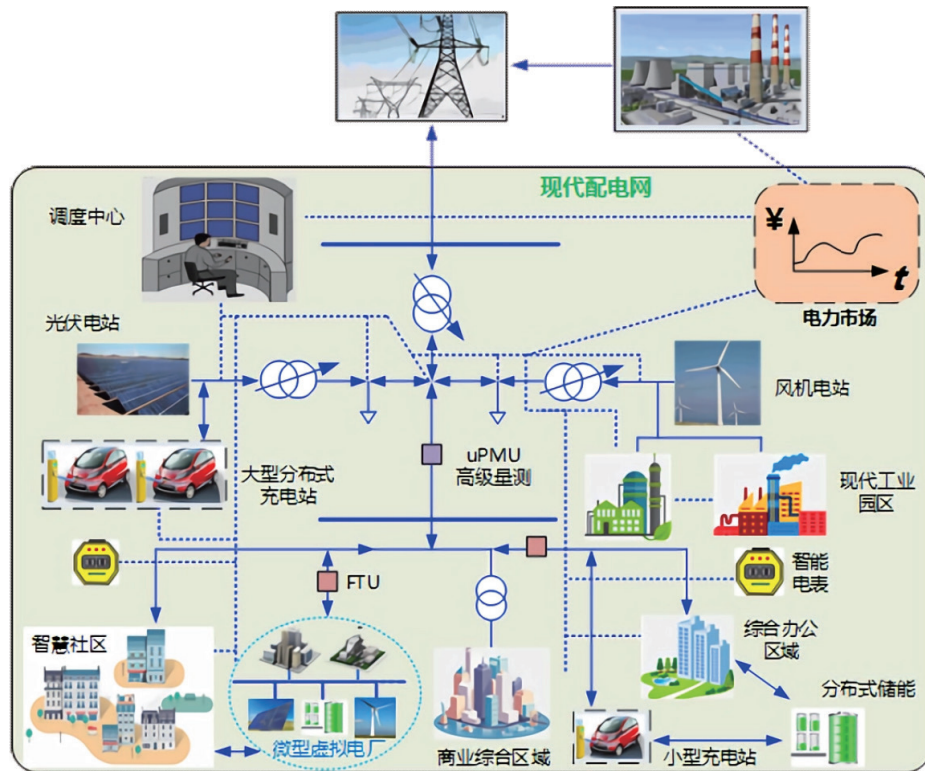 现代配电网
调度中心
¥
t
电力市场
光伏电站
风机电站
uPMU
高级量测
大型分布式
充电站
现代工业
园区
FTU
智能
电表
智慧社区
综合办公
区域
分布式储能
微型虚拟电厂
商业综合区域
小型充电站